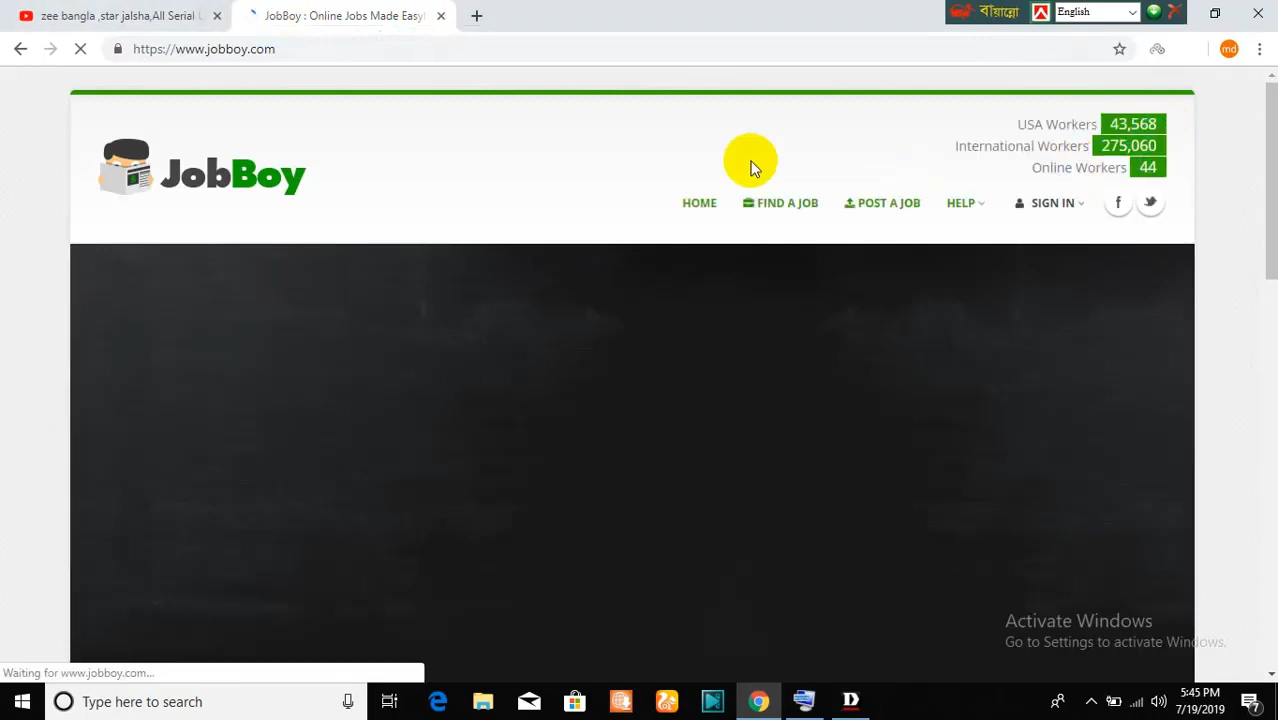 zee bangla ,star jalsha,All Serial
JobBoy : Online Jobs Made Easy
বায়ান্নো
English
https://www.jobboy.com
md
JobBoy
USA Workers 43,568
International Workers 275,060
Online Workers 44
HOME FIND A JOB POST A JOB HELP SIGN IN
Activate Windows
Go to Settings to activate Windows.
Waiting for www.jobboy.com...
Type here to search
5:45 PM
7/19/2019
7